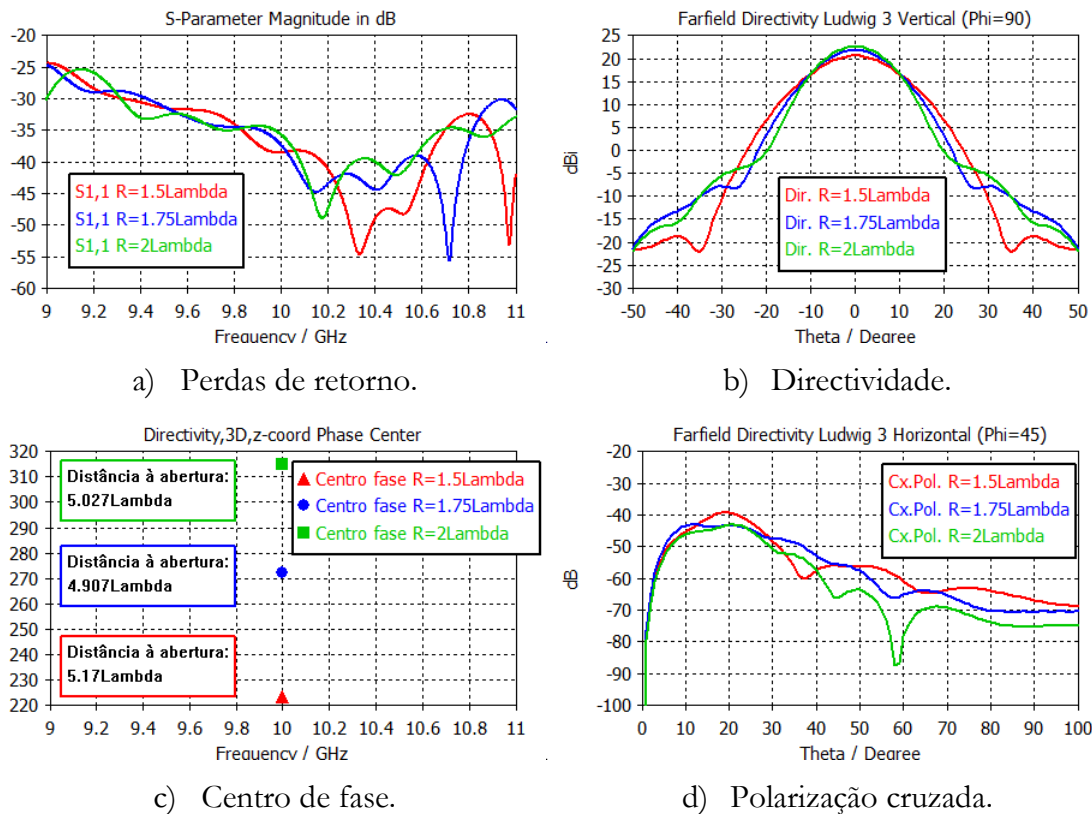 S-Parameter Magnitude in dB
-20
-25
-30
-35
-40
-45
-50
-55
-60
S1,1 R=1.5Lambda
S1,1 R=1.75Lambda
S1,1 R=2Lambda
9 9.2 9.4 9.6 9.8 10 10.2 10.4 10.6 10.8 11
Frequency / GHz
a) Perdas de retorno.
Farfield Directivity Ludwig 3 Vertical (Phi=90)
dBi
25
20
15
10
5
0
-5
-10
-15
-20
-25
-30
Dir. R=1.5Lambda
Dir. R=1.75Lambda
Dir. R=2Lambda
-50 -40 -30 -20 -10 0 10 20 30 40 50
Theta / Degree
b) Directividade.
Directivity,3D,z-coord Phase Center
320
310
300
290
280
270
260
250
240
230
220
Distância à abertura:
5.027Lambda
Distância à abertura:
4.907Lambda
Distância à abertura:
5.17Lambda
Centro fase R=1.5Lambda
Centro fase R=1.75Lambda
Centro fase R=2Lambda
9 9.2 9.4 9.6 9.8 10 10.2 10.4 10.6 10.8 11
Frequency / GHz
c) Centro de fase.
Farfield Directivity Ludwig 3 Horizontal (Phi=45)
dB
-20
-30
-40
-50
-60
-70
-80
-90
-100
Cx.Pol. R=1.5Lambda
Cx.Pol. R=1.75Lambda
Cx.Pol. R=2Lambda
0 10 20 30 40 50 60 70 80 90 100
Theta / Degree
d) Polarização cruzada.